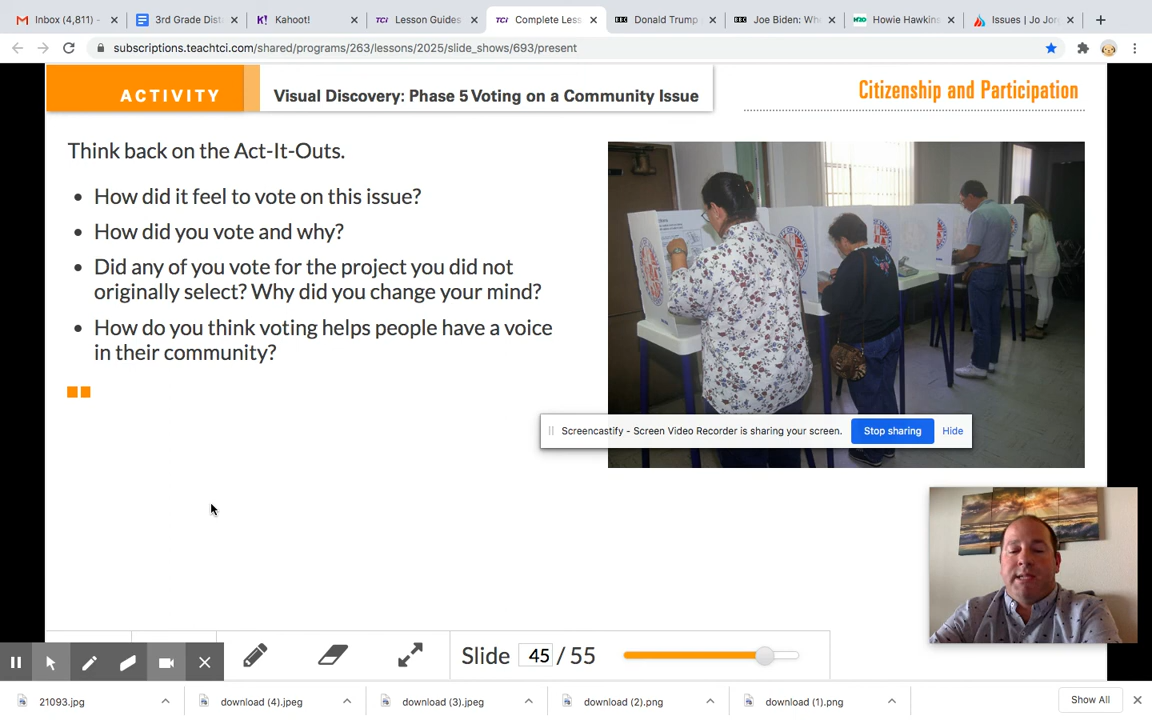 Inbox (4,811)
3rd Grade Dist
Kahoot!
TCi Lesson Guides
TCi Complete Less
Donald Trump
Joe Biden: Whe
Howie Hawkins
Issues | Jo Jor
subscriptions.teachtci.com/shared/programs/263/lessons/2025/slide_shows/693/present
ACTIVITY
Visual Discovery: Phase 5 Voting on a Community Issue
Citizenship and Participation
Think back on the Act-It-Outs.
• How did it feel to vote on this issue?
• How did you vote and why?
• Did any of you vote for the project you did not
originally select? Why did you change your mind?
• How do you think voting helps people have a voice
in their community?
Screencastify - Screen Video Recorder is sharing your screen.
Stop sharing
Hide
Slide 45 / 55
21093.jpg
download (4).jpeg
download (3).jpeg
download (2).png
download (1).png
Show All